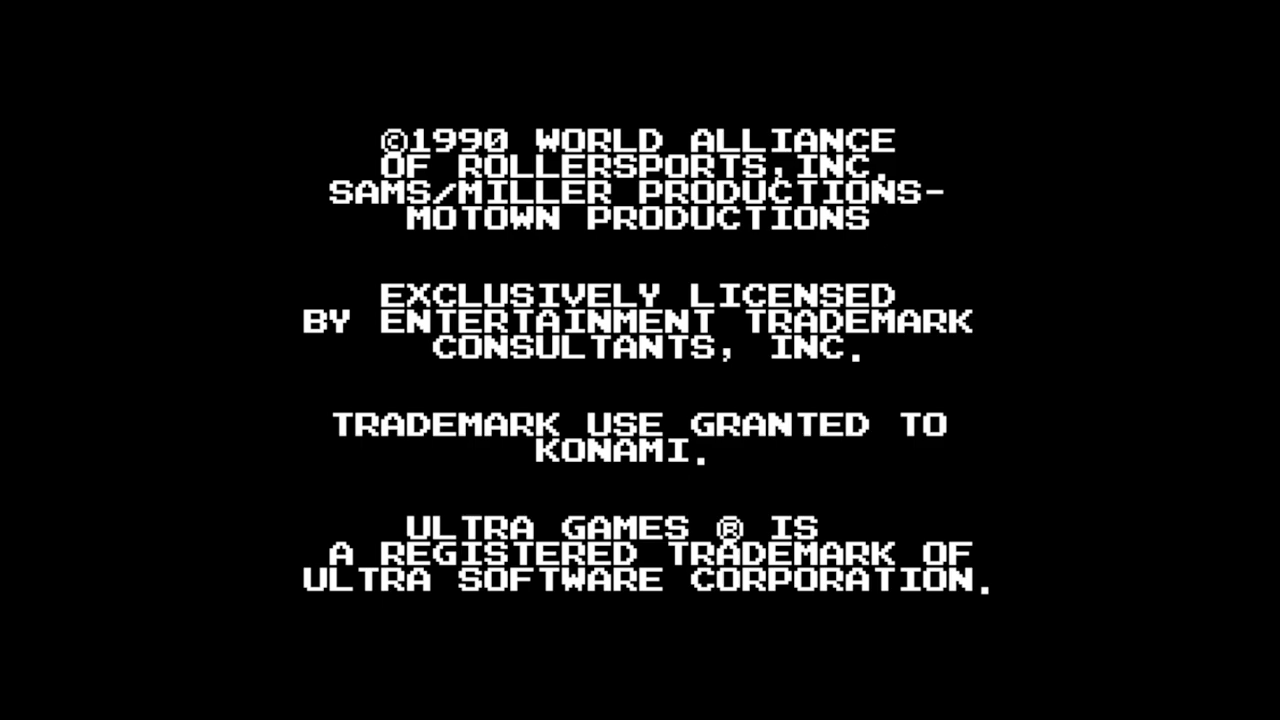 ©1990 WORLD ALLIANCE
OF ROLLERSPORTS,INC.
SAMS/MILLER PRODUCTIONS-
MOTOWN PRODUCTIONS
EXCLUSIVELY LICENSED
BY ENTERTAINMENT TRADEMARK
CONSULTANTS, INC.
TRADEMARK USE GRANTED TO
KONAMI.
ULTRA GAMES ® IS
A REGISTERED TRADEMARK OF
ULTRA SOFTWARE CORPORATION.